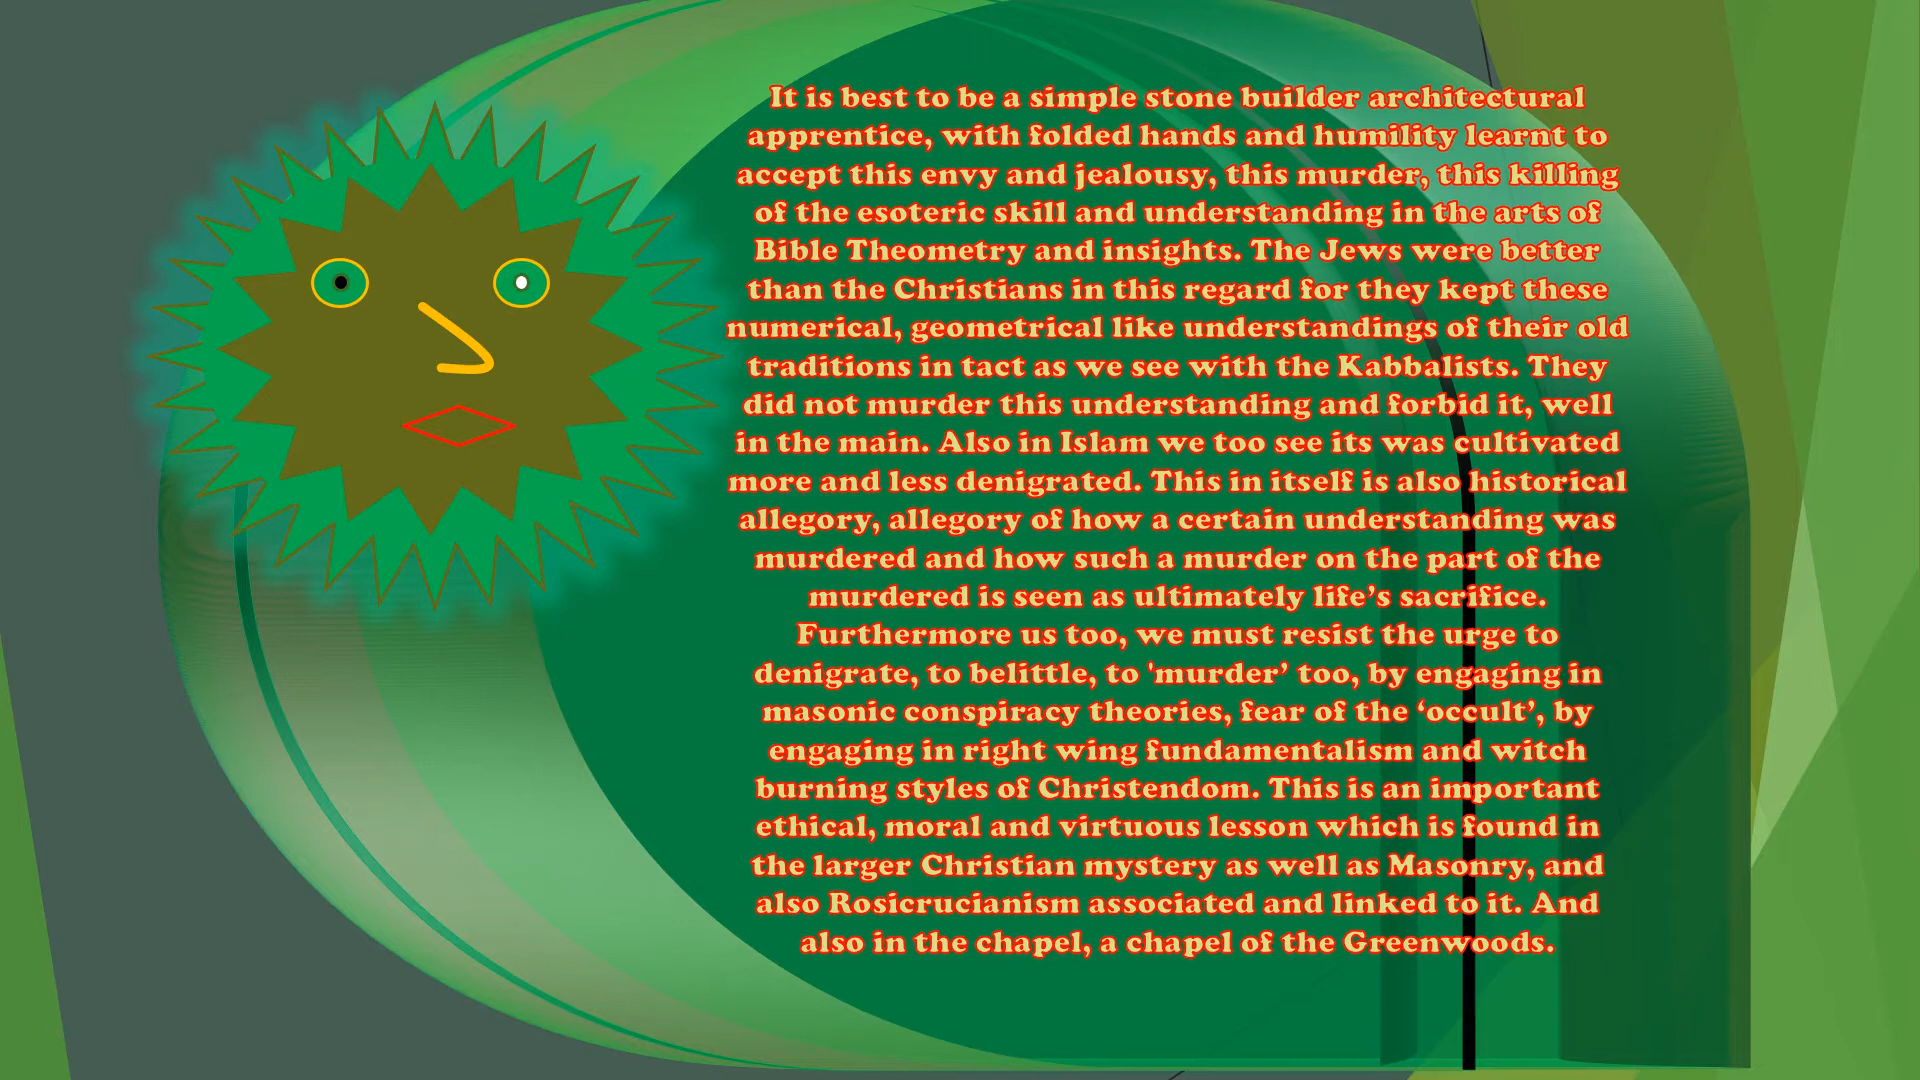 It is best to be a simple stone builder architectural
apprentice, with folded hands and humility learnt to
accept this envy and jealousy, this murder, this killing
of the esoteric skill and understanding in the arts of
Bible Theometry and insights. The Jews were better
than the Christians in this regard for they kept these
numerical, geometrical like understandings of their old
traditions in tact as we see with the Kabbalists. They
did not murder this understanding and forbid it, well
in the main. Also in Islam we too see its was cultivated
more and less denigrated. This in itself is also historical
allegory, allegory of how a certain understanding was
murdered and how such a murder on the part of the
murdered is seen as ultimately life’s sacrifice.
Furthermore us too, we must resist the urge to
denigrate, to belittle, to 'murder’ too, by engaging in
masonic conspiracy theories, fear of the ‘occult’, by
engaging in right wing fundamentalism and witch
burning styles of Christendom. This is an important
ethical, moral and virtuous lesson which is found in
the larger Christian mystery as well as Masonry, and
also Rosicrucianism associated and linked to it. And
also in the chapel, a chapel of the Greenwoods.